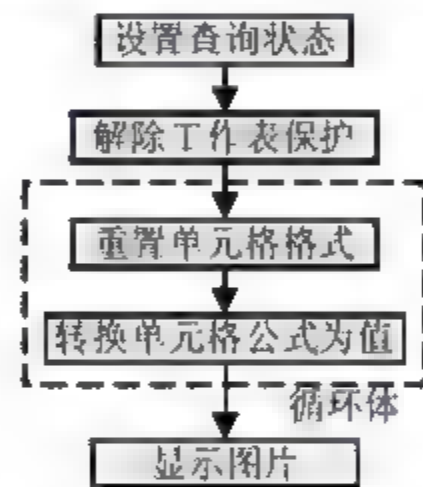 设置查询状态
解除工作表保护
重置单元格格式
转换单元格公式为值
循环体
显示图片